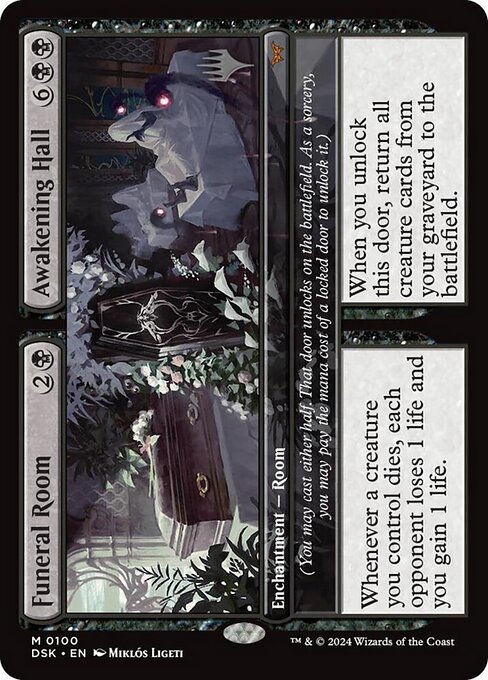 Funeral Room 2
Enchantment — Room
(You may cast either half. That door unlocks on the battlefield. As a sorcery,
you may pay the mana cost of a locked door to unlock it.)
Whenever a creature
you control dies, each
opponent loses 1 life and
you gain 1 life.
Awakening Hall 6
When you unlock
this door, return all
creature cards from
your graveyard to the
battlefield.
M 0100
DSK • EN Miklós Ligeti
™ & © 2024 Wizards of the Coast